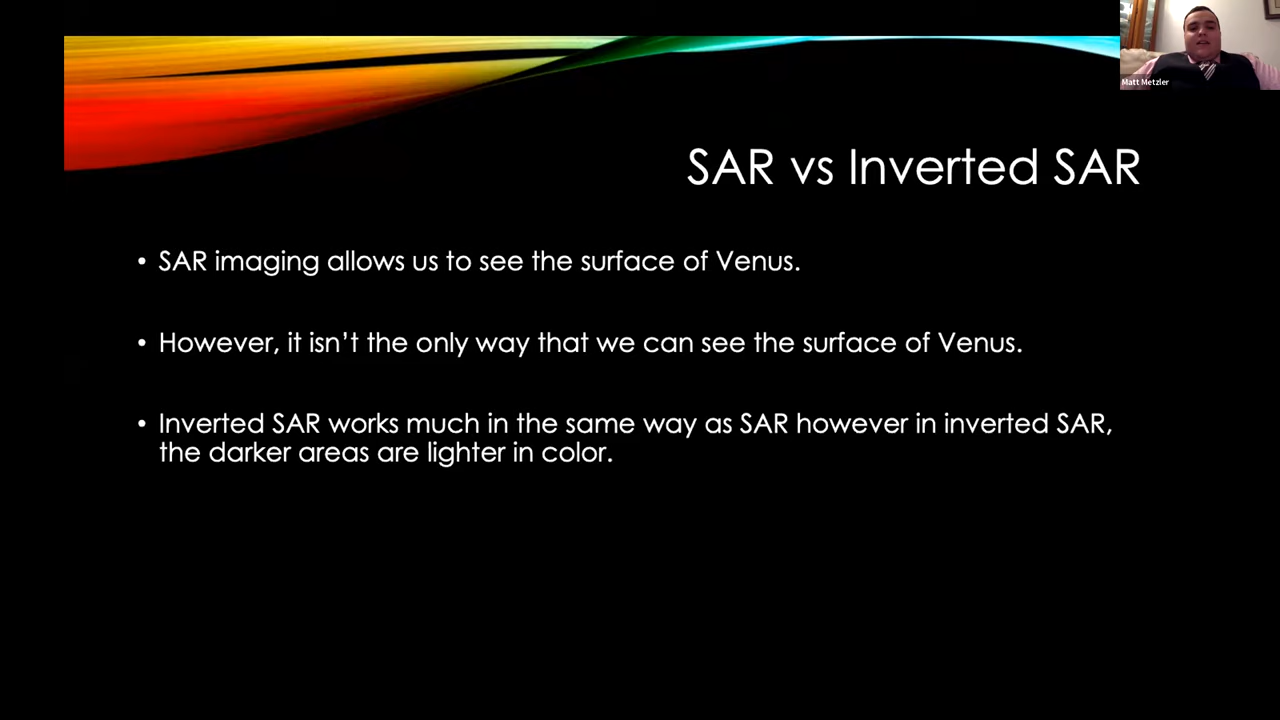 Matt Metzler
SAR vs Inverted SAR
• SAR imaging allows us to see the surface of Venus.
• However, it isn’t the only way that we can see the surface of Venus.
• Inverted SAR works much in the same way as SAR however in inverted SAR,
the darker areas are lighter in color.